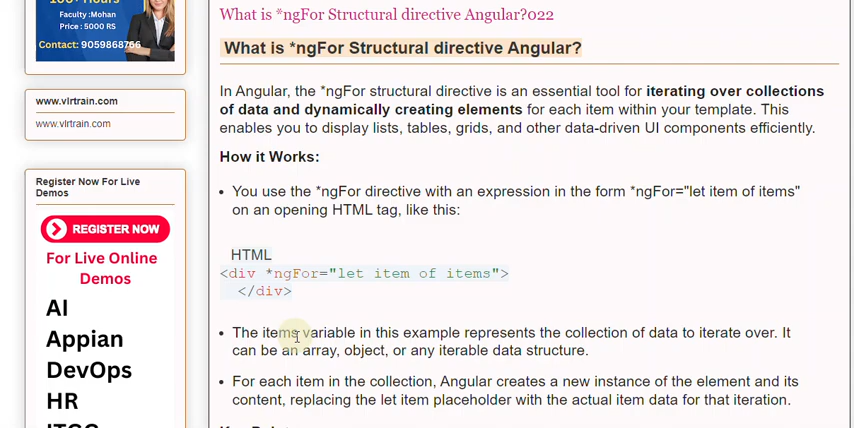 100+ Hours
Faculty :Mohan
Price : 5000 RS
Contact: 9059868766
www.vlrtrain.com
www.vlrtrain.com
Register Now For Live
Demos
REGISTER NOW
For Live Online
Demos
AI
Appian
DevOps
HR
What is *ngFor Structural directive Angular?022
What is *ngFor Structural directive Angular?
In Angular, the *ngFor structural directive is an essential tool for iterating over collections
of data and dynamically creating elements for each item within your template. This
enables you to display lists, tables, grids, and other data-driven UI components efficiently.
How it Works:
• You use the *ngFor directive with an expression in the form *ngFor="let item of items"
on an opening HTML tag, like this:
HTML
<div *ngFor="let item of items">
</div>
• The items variable in this example represents the collection of data to iterate over. It
can be an array, object, or any iterable data structure.
• For each item in the collection, Angular creates a new instance of the element and its
content, replacing the let item placeholder with the actual item data for that iteration.